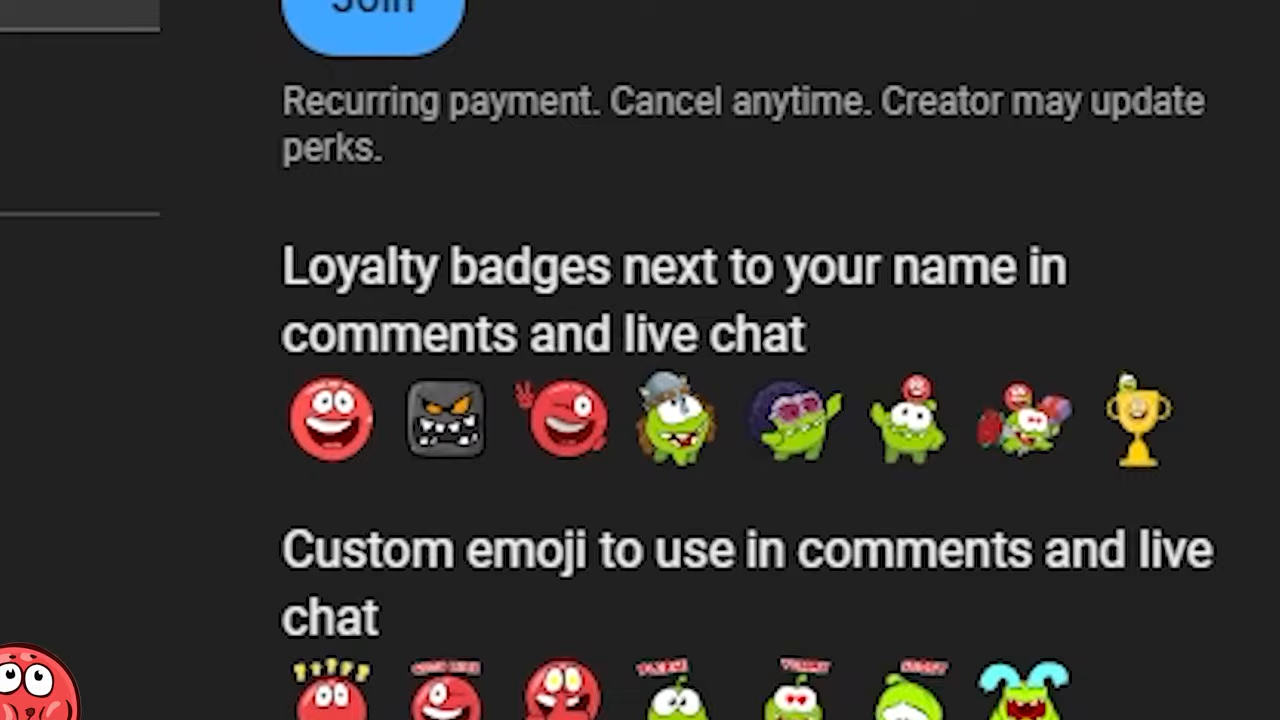 Join
Recurring payment. Cancel anytime. Creator may update
perks.
Loyalty badges next to your name in
comments and live chat
Custom emoji to use in comments and live
chat